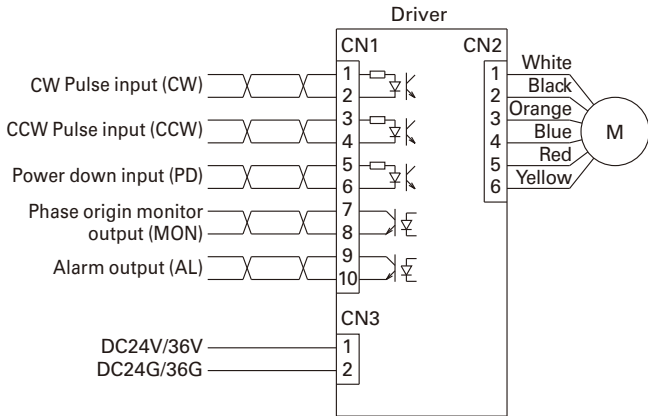 Driver
CN1
CN2
CW Pulse input (CW)
1
2
CCW Pulse input (CCW)
3
4
Power down input (PD)
5
6
Phase origin monitor
output (MON)
7
8
Alarm output (AL)
9
10
1
2
3
4
5
6
White
Black
Orange
Blue
Red
Yellow
M
CN3
DC24V/36V
1
DC24G/36G
2